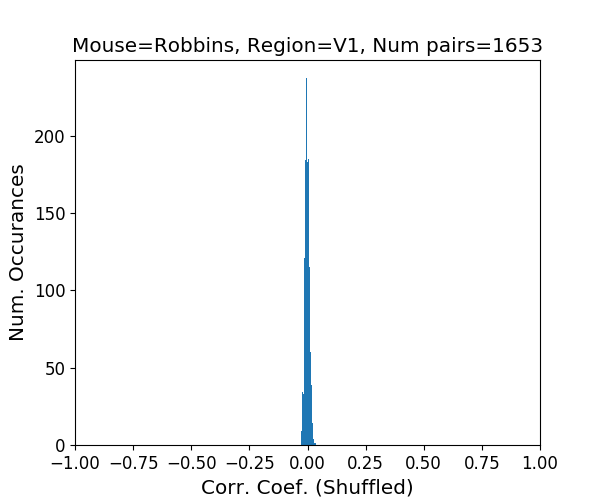 Mouse=Robbins, Region=V1, Num pairs=1653
Num. Occurances
200
150
100
50
0
−1.00 −0.75 −0.50 −0.25 0.00 0.25 0.50 0.75 1.00
Corr. Coef. (Shuffled)